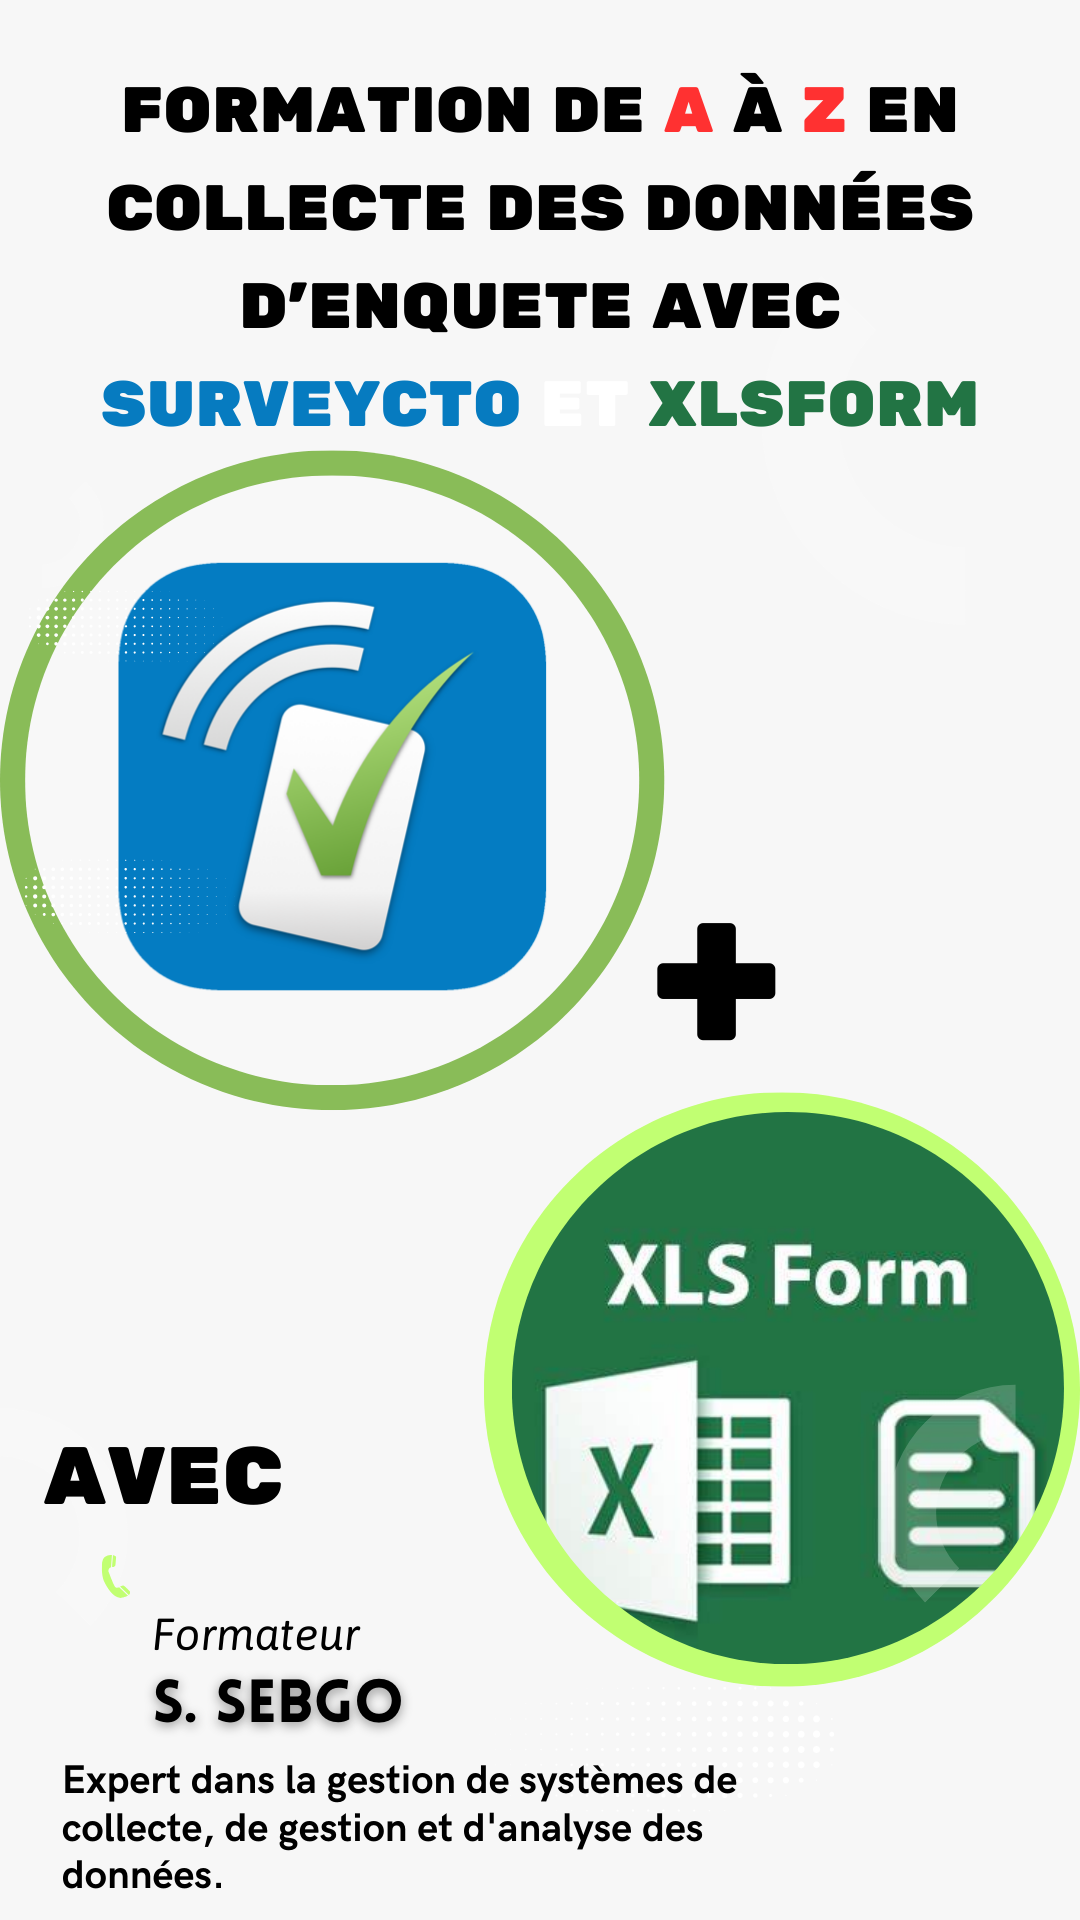 FORMATION DE A À Z EN
COLLECTE DES DONNÉES
D’ENQUETE AVEC
SURVEYCTO ET XLSFORM
XLS Form
X
AVEC
Formateur
S. SEBGO
Expert dans la gestion de systèmes de
collecte, de gestion et d'analyse des
données.